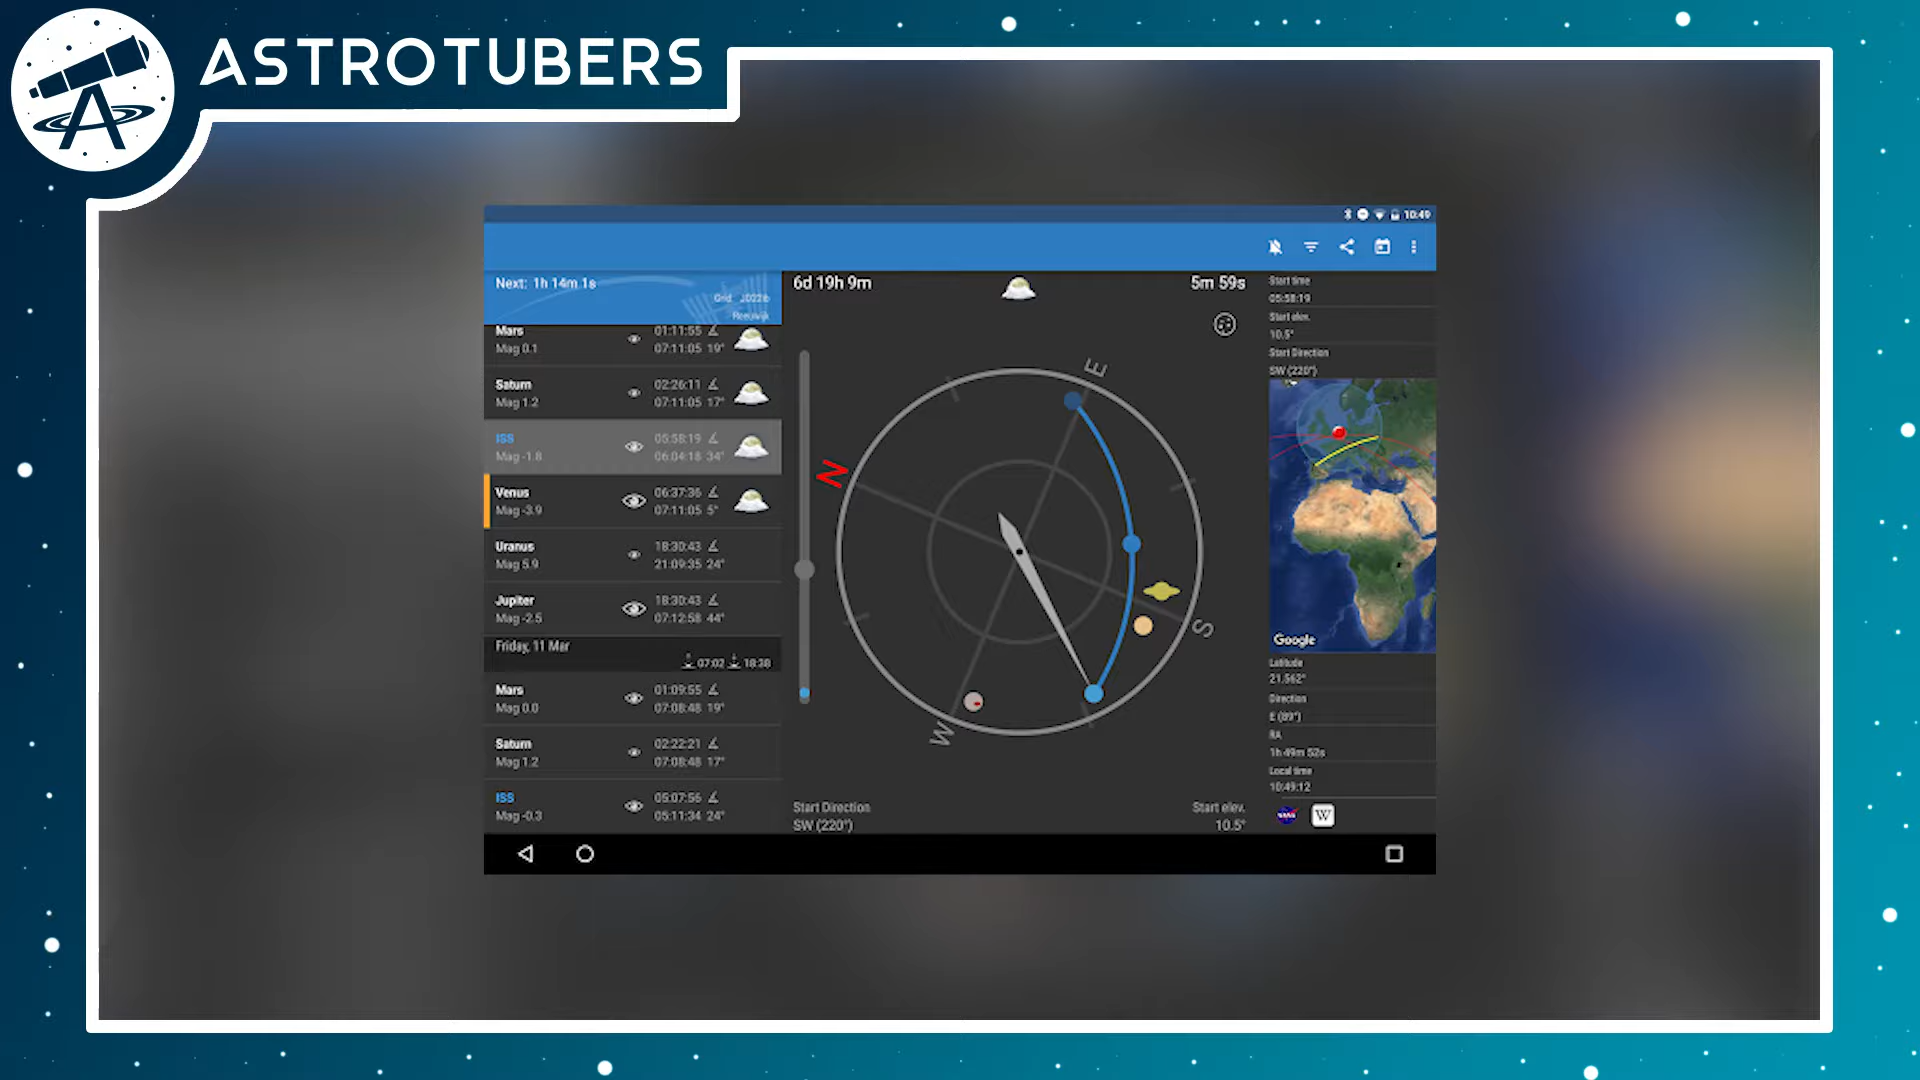 ASTROTUBERS
10:49
Next: 1h 14m 1s
Grid: JO22ib
Reeuwijk
Mars 01:11:55
Mag 0.1 07:11:05 19°
Saturn 02:26:11
Mag 1.2 07:11:05 17°
ISS 05:58:19
Mag -1.8 06:04:18 34°
Venus 06:37:36
Mag -3.9 07:11:05 5°
Uranus 18:30:43
Mag 5.9 21:09:35 24°
Jupiter 18:30:43
Mag -2.5 07:12:58 44°
Friday, 11 Mar
07:02 18:38
Mars 01:09:55
Mag 0.0 07:08:48 19°
Saturn 02:22:21
Mag 1.2 07:08:48 17°
ISS 05:07:56
Mag -0.3 05:11:34 24°
6d 19h 9m
5m 59s
E
N
S
W
Start Direction
SW (220°)
Start elev.
10.5°
Start time
05:58:19
Start elev.
10.5°
Start Direction
SW (220°)
Google
Latitude
21.562°
Direction
E (89°)
RA
1h 49m 52s
Local time
10:49:12
NASA
W